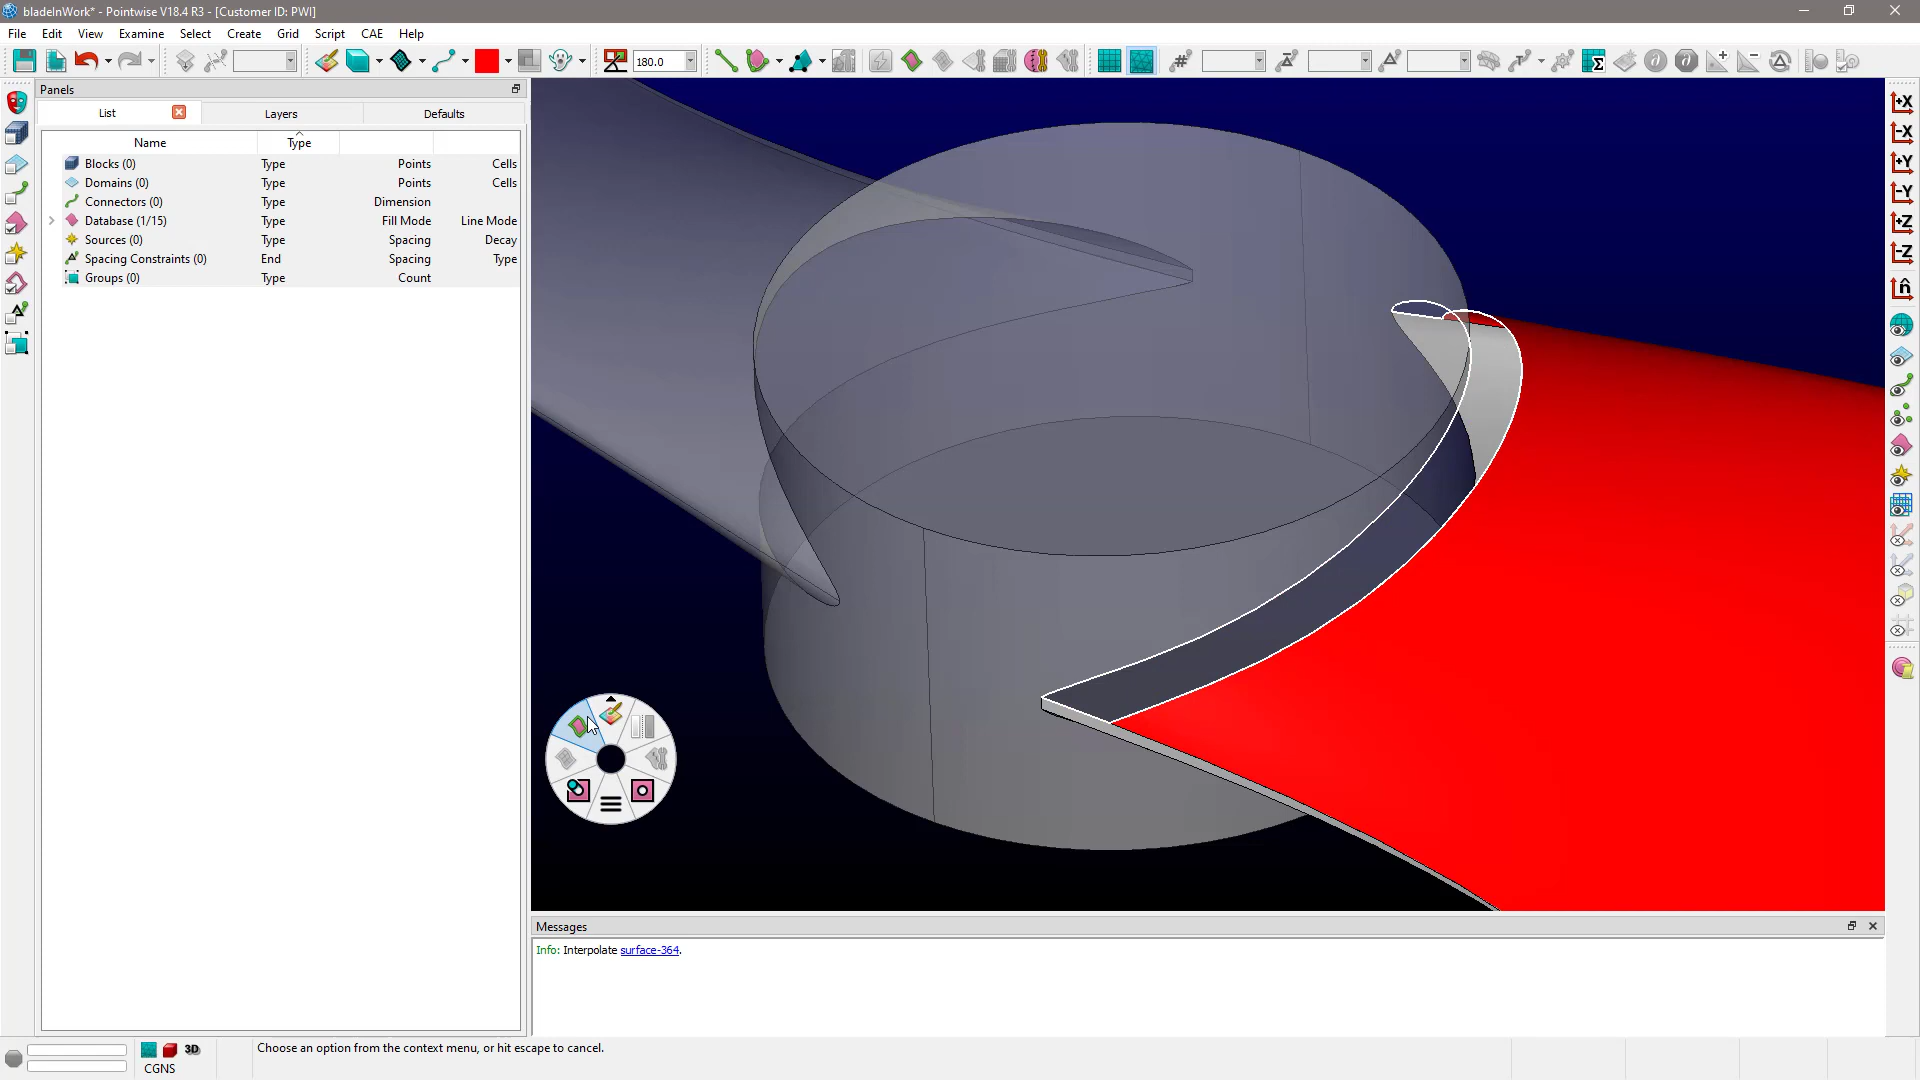 bladeInWork* - Pointwise V18.4 R3 - [Customer ID: PWI]
File Edit View Examine Select Create Grid Script CAE Help
180.0
Panels
List Layers Defaults
Name Type
Blocks (0) Type Points Cells
Domains (0) Type Points Cells
Connectors (0) Type Dimension
Database (1/15) Type Fill Mode Line Mode
Sources (0) Type Spacing Decay
Spacing Constraints (0) End Spacing Type
Groups (0) Type Count
+X
-X
+Y
-Y
+Z
-Z
n̂
Messages
Info: Interpolate surface-364.
3D
CGNS
Choose an option from the context menu, or hit escape to cancel.